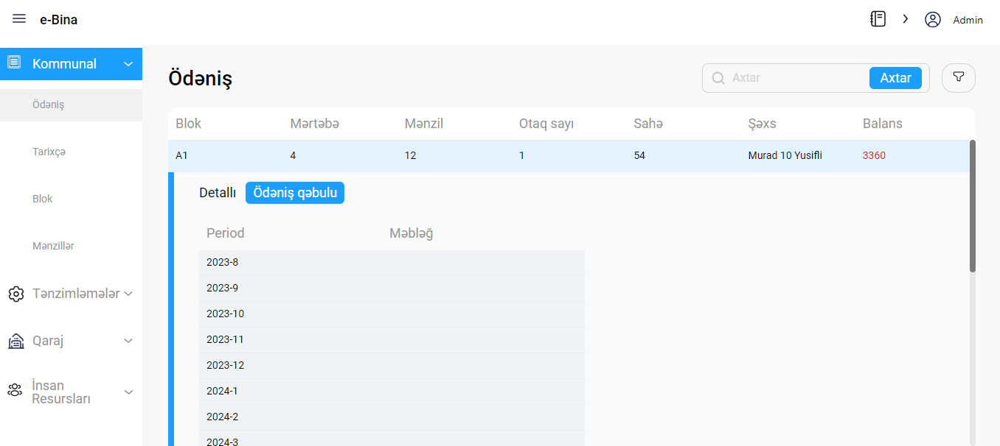 e-Bina
Admin
Kommunal
Ödəniş
Tarixçə
Blok
Mənzillər
Tənzimləmələr
Qaraj
İnsan
Resursları
Ödəniş
Axtar Axtar
Blok Mərtəbə Mənzil Otaq sayı Sahə Şəxs Balans
A1 4 12 1 54 Murad 10 Yusifli 3360
Detallı Ödəniş qəbulu
Period Məbləğ
2023-8
2023-9
2023-10
2023-11
2023-12
2024-1
2024-2
2024-3